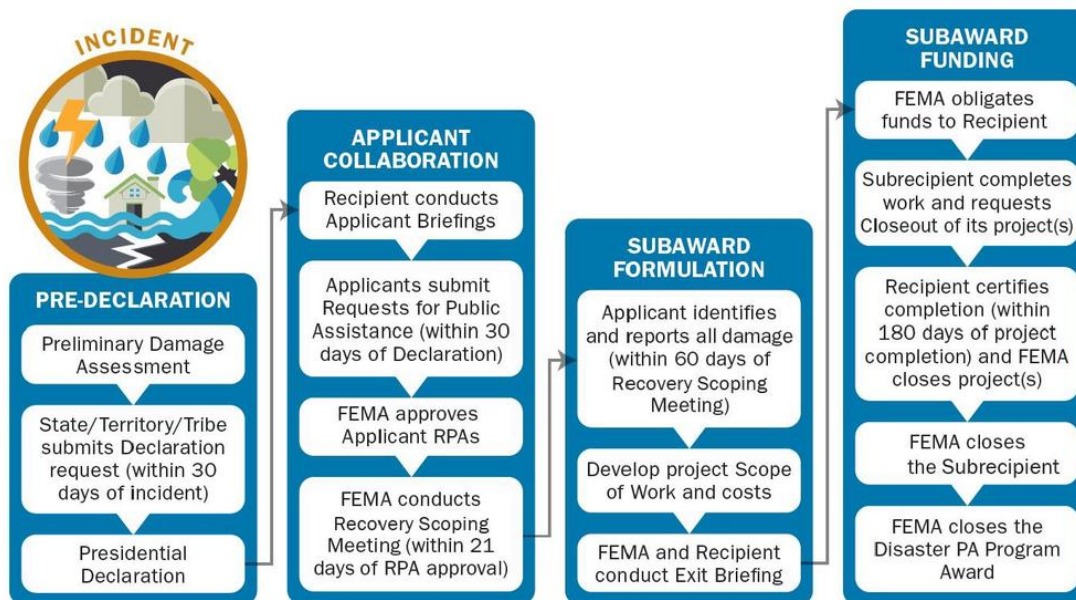 INCIDENT
PRE-DECLARATION
Preliminary Damage
Assessment
State/Territory/Tribe
submits Declaration
request (within 30
days of incident)
Presidential
Declaration
APPLICANT
COLLABORATION
Recipient conducts
Applicant Briefings
Applicants submit
Requests for Public
Assistance (within 30
days of Declaration)
FEMA approves
Applicant RPAs
FEMA conducts
Recovery Scoping
Meeting (within 21
days of RPA approval)
SUBAWARD
FORMULATION
Applicant identifies
and reports all damage
(within 60 days of
Recovery Scoping
Meeting)
Develop project Scope
of Work and costs
FEMA and Recipient
conduct Exit Briefing
SUBAWARD
FUNDING
FEMA obligates
funds to Recipient
Subrecipient completes
work and requests
Closeout of its project(s)
Recipient certifies
completion (within
180 days of project
completion) and FEMA
closes project(s)
FEMA closes
the Subrecipient
FEMA closes the
Disaster PA Program
Award